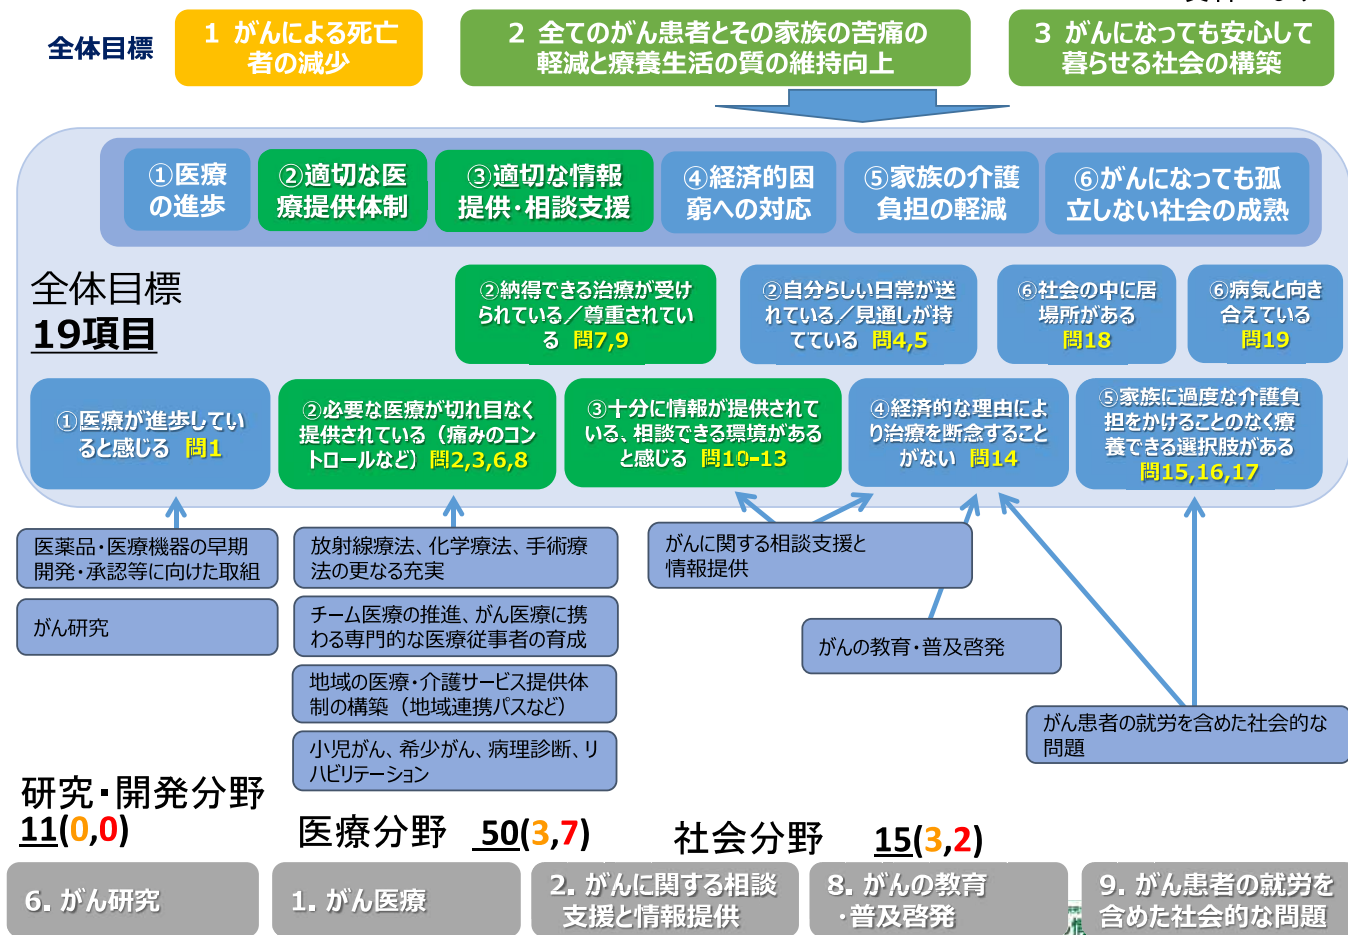 全体目標
1 がんによる死亡
者の減少
2 全てのがん患者とその家族の苦痛の
軽減と療養生活の質の維持向上
3 がんになっても安心して
暮らせる社会の構築
①医療
の進歩
②適切な医
療提供体制
③適切な情報
提供・相談支援
④経済的困
窮への対応
⑤家族の介護
負担の軽減
⑥がんになっても孤
立しない社会の成熟
全体目標
19項目
②納得できる治療が受け
られている／尊重されてい
る 問7,9
②自分らしい日常が送
れている／見通しが持
てている 問4,5
⑥社会の中に居
場所がある
問18
⑥病気と向き
合えている
問19
①医療が進歩してい
ると感じる 問1
②必要な医療が切れ目なく
提供されている（痛みのコン
トロールなど）問2,3,6,8
③十分に情報が提供されて
いる、相談できる環境がある
と感じる 問10-13
④経済的な理由によ
り治療を断念すること
がない 問14
⑤家族に過度な介護負
担をかけることのなく療
養できる選択肢がある
問15,16,17
医薬品・医療機器の早期
開発・承認等に向けた取組
がん研究
放射線療法、化学療法、手術療
法の更なる充実
チーム医療の推進、がん医療に携
わる専門的な医療従事者の育成
地域の医療・介護サービス提供体
制の構築（地域連携パスなど）
小児がん、希少がん、病理診断、リ
ハビリテーション
がんに関する相談支援と
情報提供
がんの教育・普及啓発
がん患者の就労を含めた社会的な
問題
研究・開発分野
11(0,0)
医療分野 50(3,7)
社会分野 15(3,2)
6. がん研究
1. がん医療
2. がんに関する相談
支援と情報提供
8. がんの教育
・普及啓発
9. がん患者の就労を
含めた社会的な問題